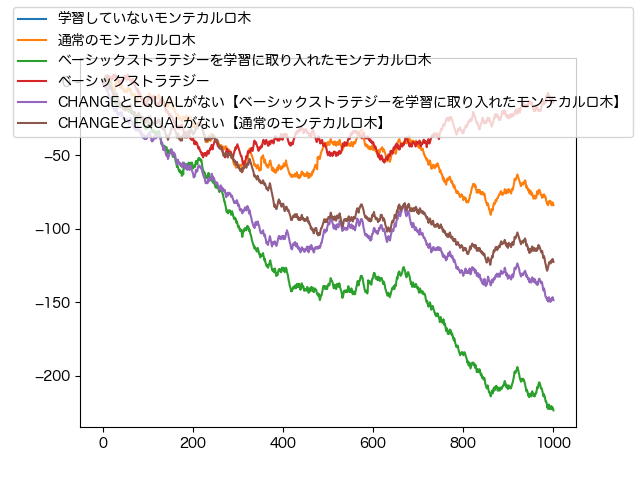 学習していないモンテカルロ木
通常のモンテカルロ木
ベーシックストラテジーを学習に取り入れたモンテカルロ木
ベーシックストラテジー
CHANGEとEQUALがない【ベーシックストラテジーを学習に取り入れたモンテカルロ木】
CHANGEとEQUALがない【通常のモンテカルロ木】
−50
−100
−150
−200
0 200 400 600 800 1000